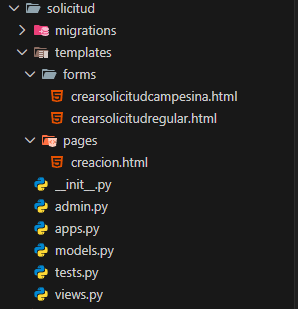 solicitud
migrations
templates
forms
crearsolicitudcampesina.html
crearsolicitudregular.html
pages
creacion.html
__init__.py
admin.py
apps.py
models.py
tests.py
views.py